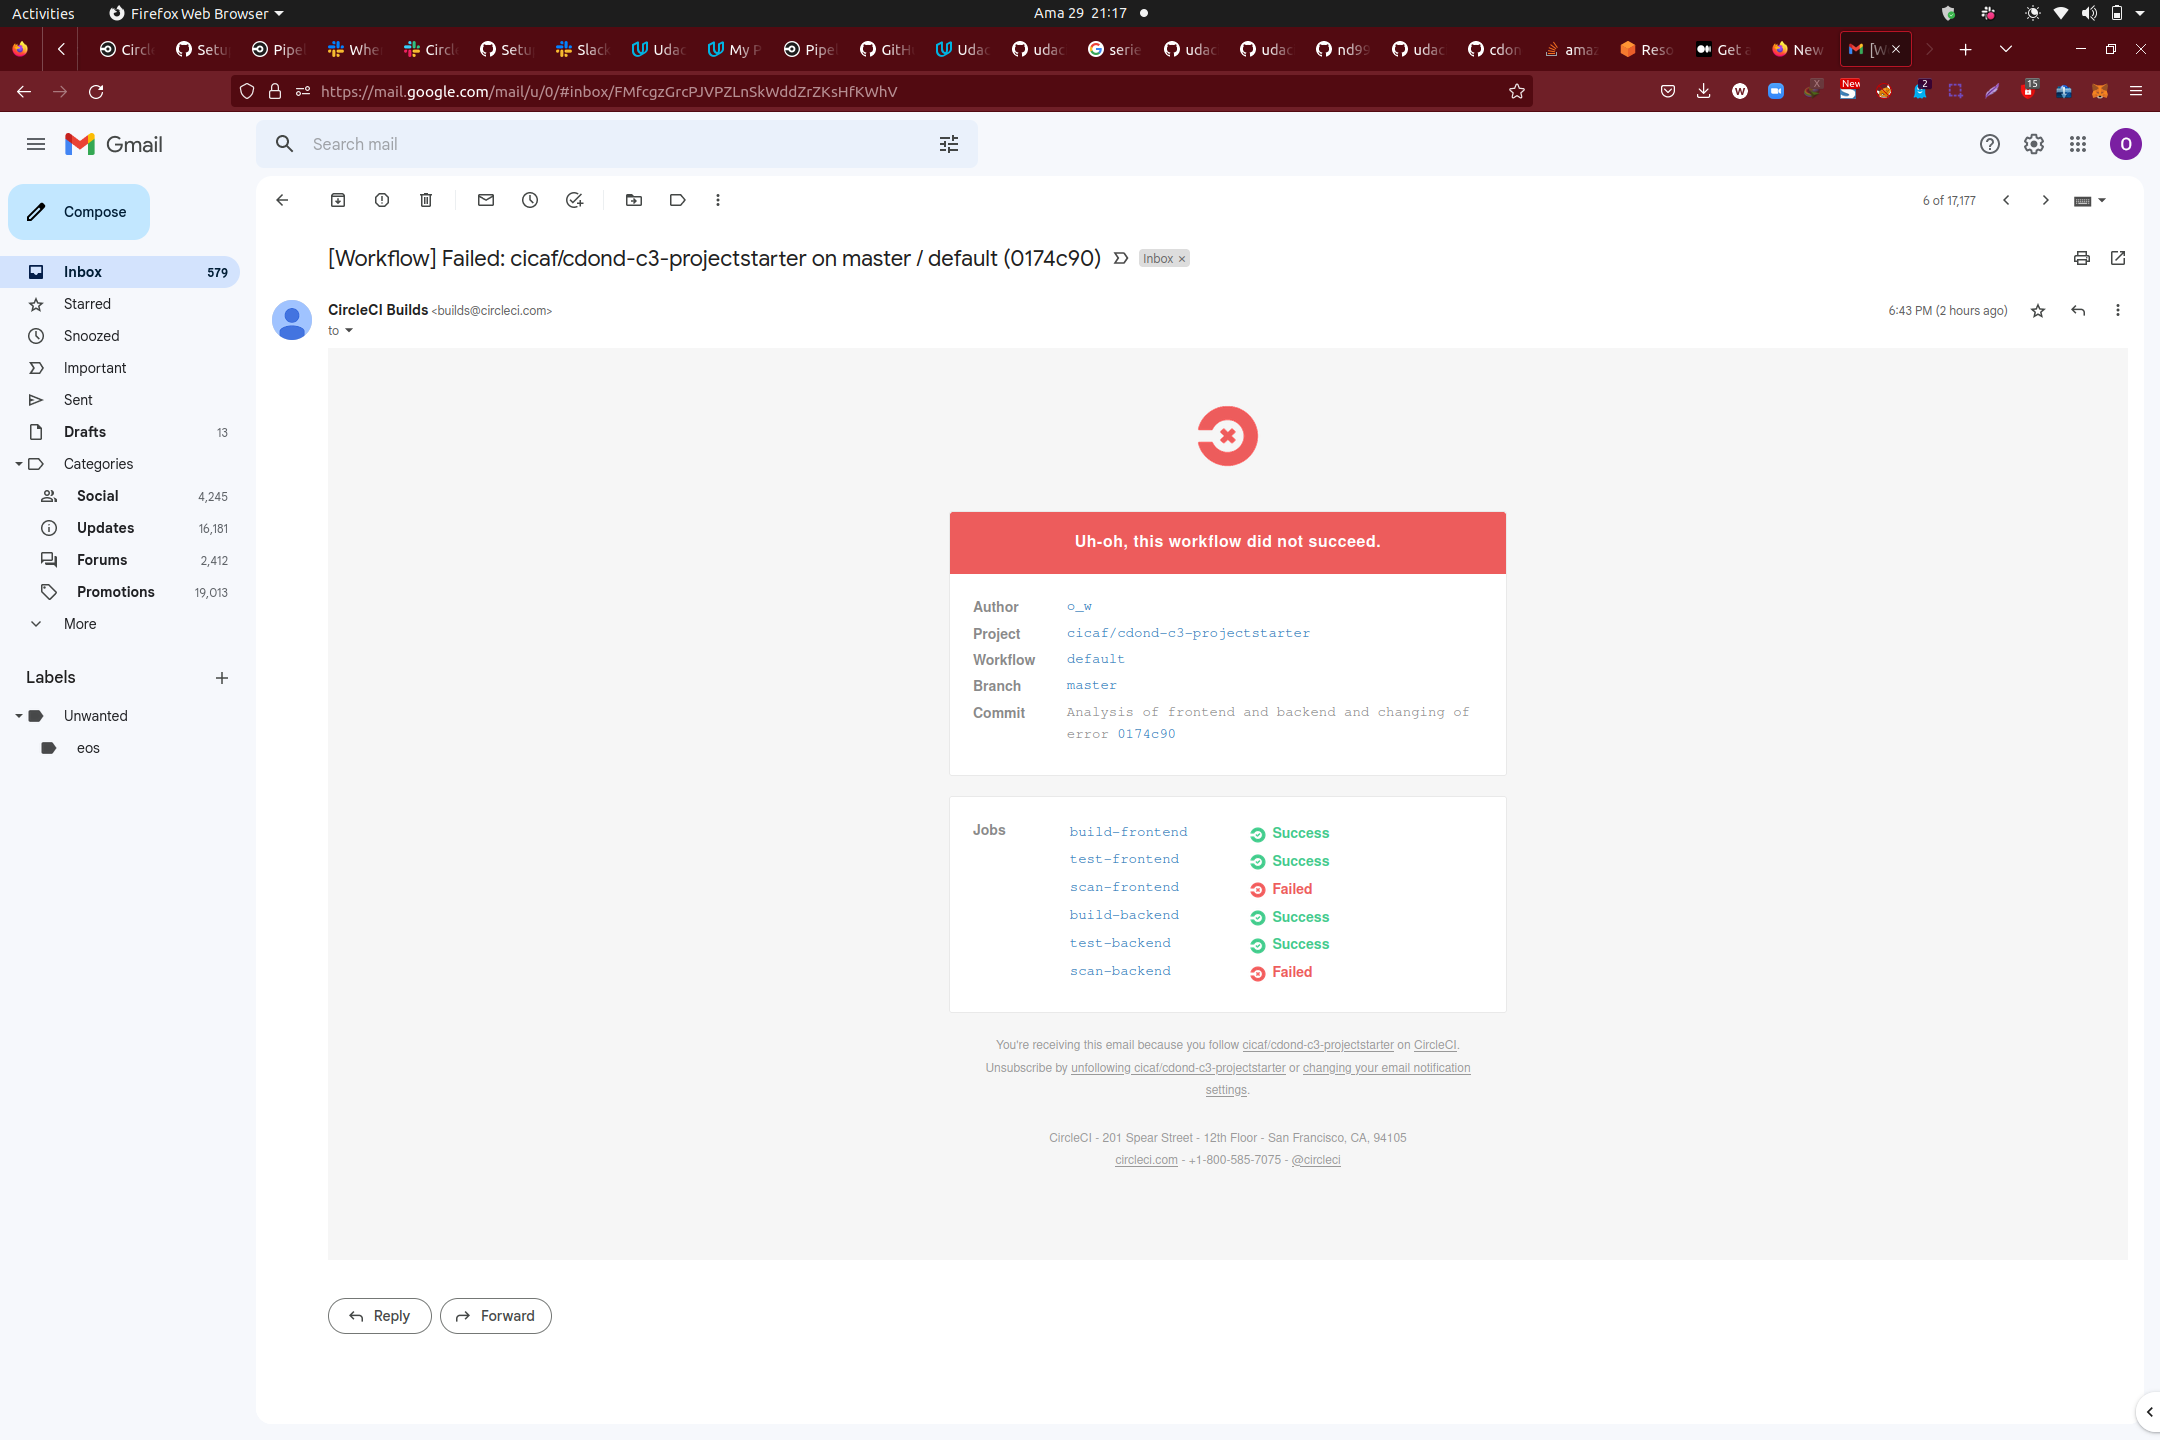 Activities
Firefox Web Browser
Ama 29 21:17
Circle
Setu
Pipel
Whe
Circle
Setu
Slack
Udac
My P
Pipel
GitH
Udac
udac
serie
udac
udac
nd99
udac
cdon
amaz
Reso
Get a
New
[W
https://mail.google.com/mail/u/0/#inbox/FMfcgzGrcPJVPZLnSkWddZrZKsHfKWhV
New
2
X
15
Gmail
Search mail
O
Compose
6 of 17,177
Inbox 579
Starred
Snoozed
Important
Sent
Drafts 13
Categories
Social 4,245
Updates 16,181
Forums 2,412
Promotions 19,013
More
Labels
Unwanted
eos
[Workflow] Failed: cicaf/cdond-c3-projectstarter on master / default (0174c90)
Inbox ×
CircleCI Builds <builds@circleci.com>
6:43 PM (2 hours ago)
to
Uh-oh, this workflow did not succeed.
Author o_w
Project cicaf/cdond-c3-projectstarter
Workflow default
Branch master
Commit Analysis of frontend and backend and changing of
error 0174c90
Jobs build-frontend Success
test-frontend Success
scan-frontend Failed
build-backend Success
test-backend Success
scan-backend Failed
You're receiving this email because you follow cicaf/cdond-c3-projectstarter on CircleCI.
Unsubscribe by unfollowing cicaf/cdond-c3-projectstarter or changing your email notification
settings.
CircleCI - 201 Spear Street - 12th Floor - San Francisco, CA, 94105
circleci.com - +1-800-585-7075 - @circleci
Reply
Forward